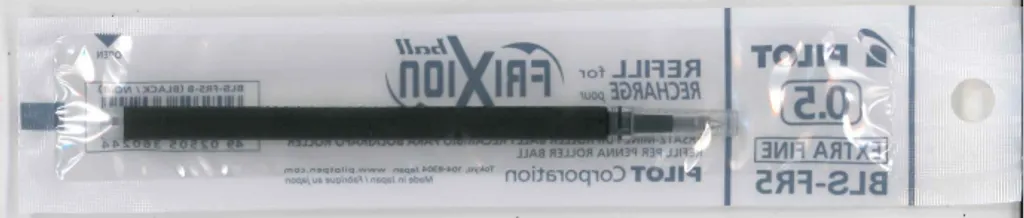 PILOT
0.5
EXTRA FINE
BLS-FR5
REFILL for
RECHARGE pour
FRIXION ball
REFILL PER PENNA ROLLER BALL
PILOT Corporation
Tokyo, 104-8304 Japan www.pilotpen.com
Made in Japan / Fabriqué au Japon
OPEN
BLS-FR5-B (BLACK /
4902505360244